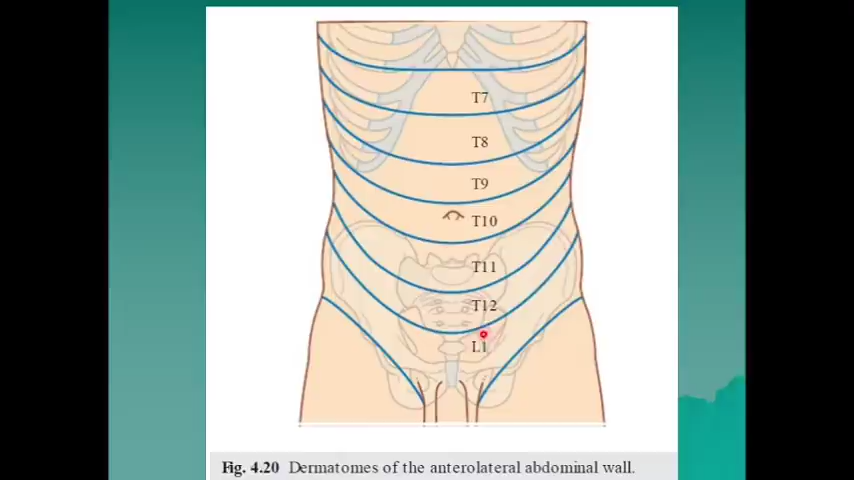 T7
T8
T9
T10
T11
T12
L1
Fig. 4.20 Dermatomes of the anterolateral abdominal wall.